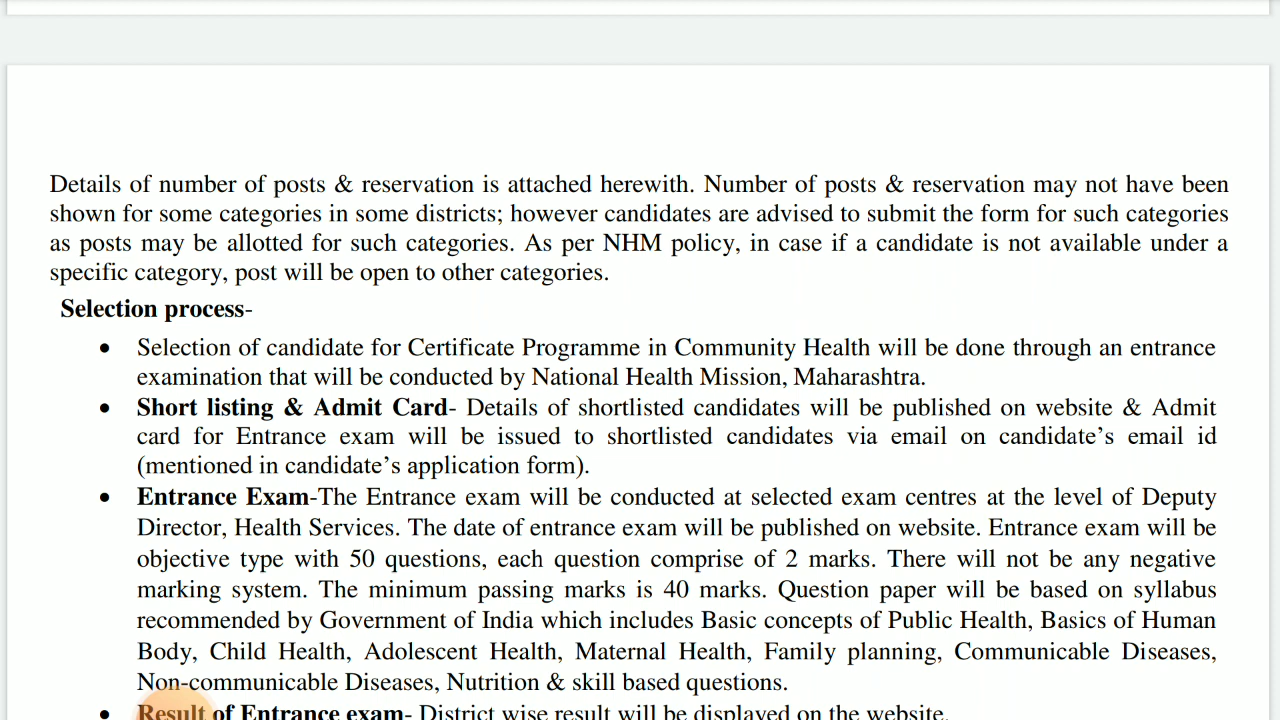 Details of number of posts & reservation is attached herewith. Number of posts & reservation may not have been
shown for some categories in some districts; however candidates are advised to submit the form for such categories
as posts may be allotted for such categories. As per NHM policy, in case if a candidate is not available under a
specific category, post will be open to other categories.
Selection process-
• Selection of candidate for Certificate Programme in Community Health will be done through an entrance
examination that will be conducted by National Health Mission, Maharashtra.
• Short listing & Admit Card- Details of shortlisted candidates will be published on website & Admit
card for Entrance exam will be issued to shortlisted candidates via email on candidate’s email id
(mentioned in candidate’s application form).
• Entrance Exam-The Entrance exam will be conducted at selected exam centres at the level of Deputy
Director, Health Services. The date of entrance exam will be published on website. Entrance exam will be
objective type with 50 questions, each question comprise of 2 marks. There will not be any negative
marking system. The minimum passing marks is 40 marks. Question paper will be based on syllabus
recommended by Government of India which includes Basic concepts of Public Health, Basics of Human
Body, Child Health, Adolescent Health, Maternal Health, Family planning, Communicable Diseases,
Non-communicable Diseases, Nutrition & skill based questions.
• Result of Entrance exam- District wise result will be displayed on the website.